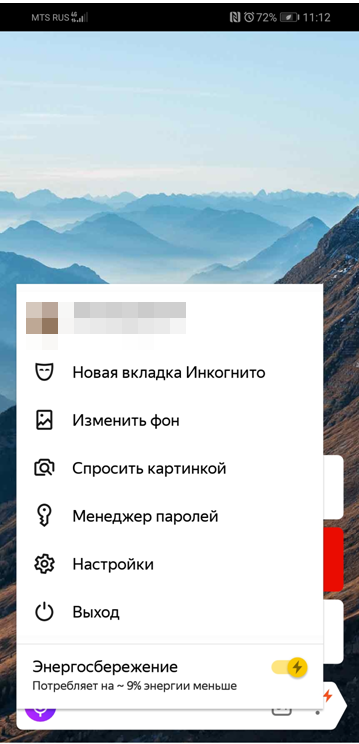 MTS RUS 72% 11:12
Новая вкладка Инкогнито
Изменить фон
Спросить картинкой
Менеджер паролей
Настройки
Выход
Энергосбережение
Потребляет на ~ 9% энергии меньше